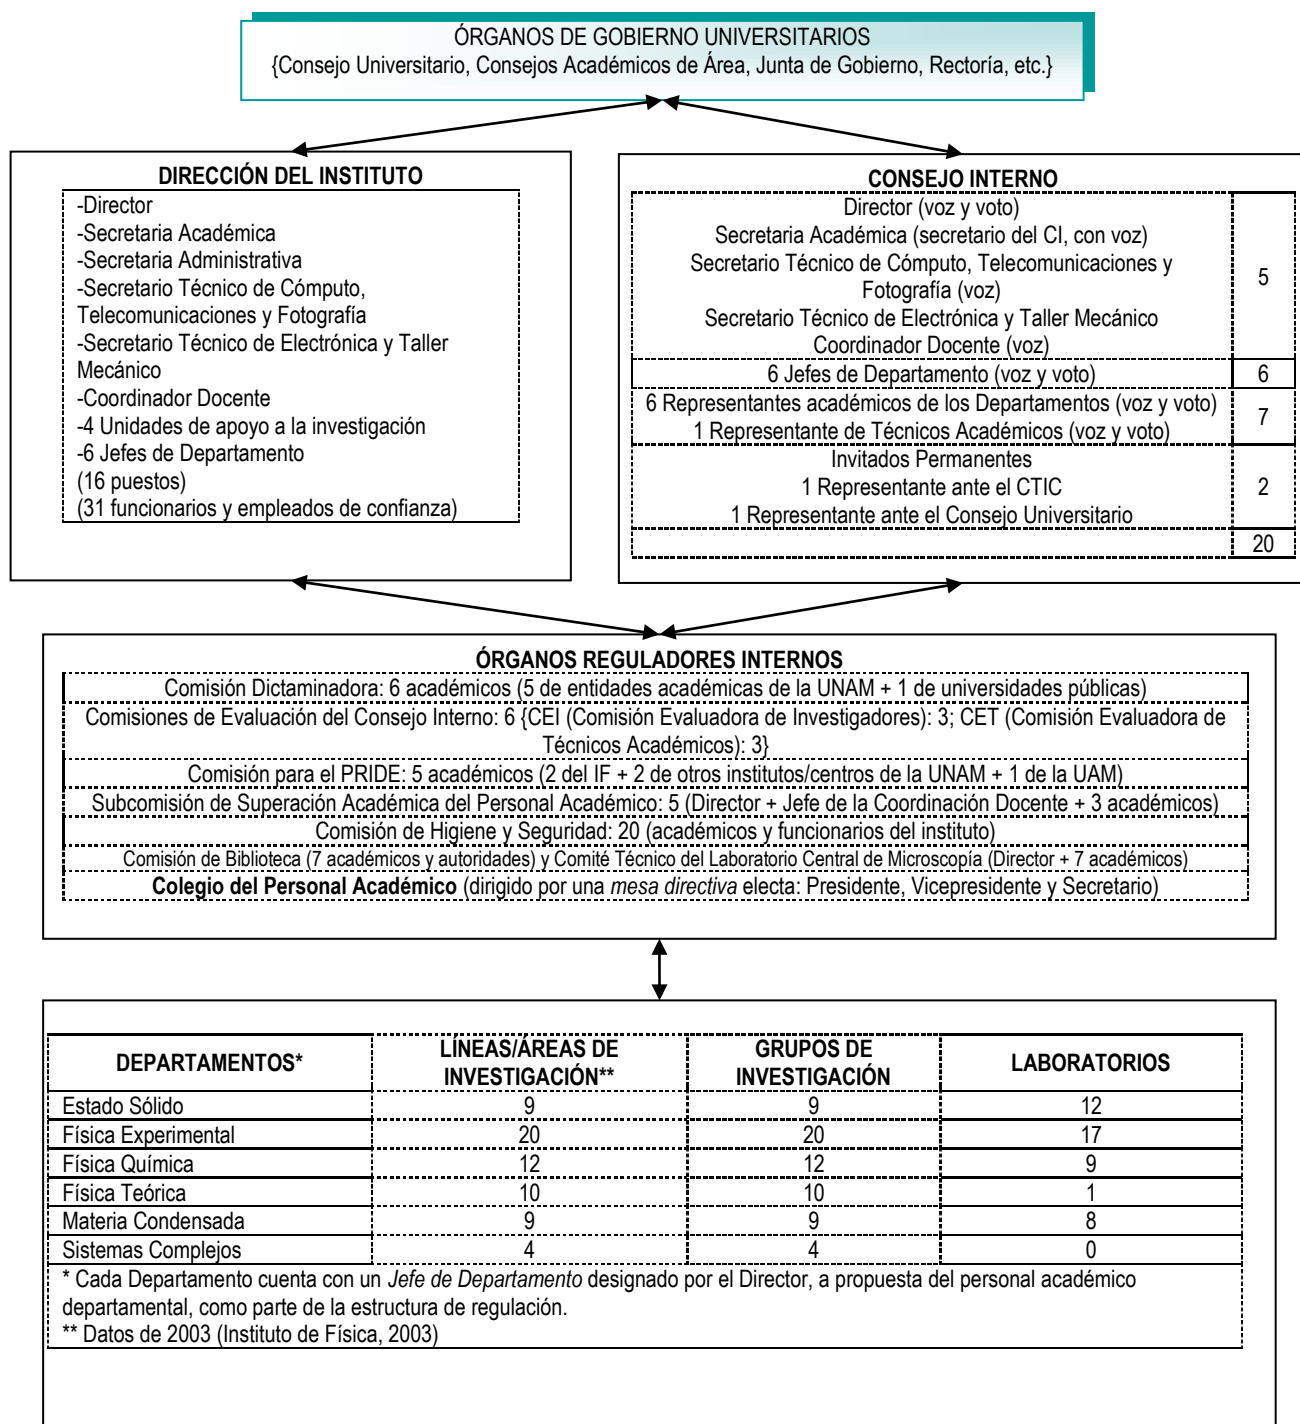 ÓRGANOS DE GOBIERNO UNIVERSITARIOS
{Consejo Universitario, Consejos Académicos de Área, Junta de Gobierno, Rectoría, etc.}
DIRECCIÓN DEL INSTITUTO
-Director
-Secretaria Académica
-Secretaria Administrativa
-Secretario Técnico de Cómputo,
Telecomunicaciones y Fotografía
-Secretario Técnico de Electrónica y Taller
Mecánico
-Coordinador Docente
-4 Unidades de apoyo a la investigación
-6 Jefes de Departamento
(16 puestos)
(31 funcionarios y empleados de confianza)
CONSEJO INTERNO
Director (voz y voto)
Secretaria Académica (secretario del CI, con voz)
Secretario Técnico de Cómputo, Telecomunicaciones y
Fotografía (voz)
Secretario Técnico de Electrónica y Taller Mecánico
Coordinador Docente (voz)
5
6 Jefes de Departamento (voz y voto) 6
6 Representantes académicos de los Departamentos (voz y voto)
1 Representante de Técnicos Académicos (voz y voto)
7
Invitados Permanentes
1 Representante ante el CTIC
1 Representante ante el Consejo Universitario
2
20
ÓRGANOS REGULADORES INTERNOS
Comisión Dictaminadora: 6 académicos (5 de entidades académicas de la UNAM + 1 de universidades públicas)
Comisiones de Evaluación del Consejo Interno: 6 {CEI (Comisión Evaluadora de Investigadores): 3; CET (Comisión Evaluadora de
Técnicos Académicos): 3}
Comisión para el PRIDE: 5 académicos (2 del IF + 2 de otros institutos/centros de la UNAM + 1 de la UAM)
Subcomisión de Superación Académica del Personal Académico: 5 (Director + Jefe de la Coordinación Docente + 3 académicos)
Comisión de Higiene y Seguridad: 20 (académicos y funcionarios del instituto)
Comisión de Biblioteca (7 académicos y autoridades) y Comité Técnico del Laboratorio Central de Microscopía (Director + 7 académicos)
Colegio del Personal Académico (dirigido por una mesa directiva electa: Presidente, Vicepresidente y Secretario)
DEPARTAMENTOS* LÍNEAS/ÁREAS DE INVESTIGACIÓN** GRUPOS DE INVESTIGACIÓN LABORATORIOS
Estado Sólido 9 9 12
Física Experimental 20 20 17
Física Química 12 12 9
Física Teórica 10 10 1
Materia Condensada 9 9 8
Sistemas Complejos 4 4 0
* Cada Departamento cuenta con un Jefe de Departamento designado por el Director, a propuesta del personal académico
departamental, como parte de la estructura de regulación.
** Datos de 2003 (Instituto de Física, 2003)